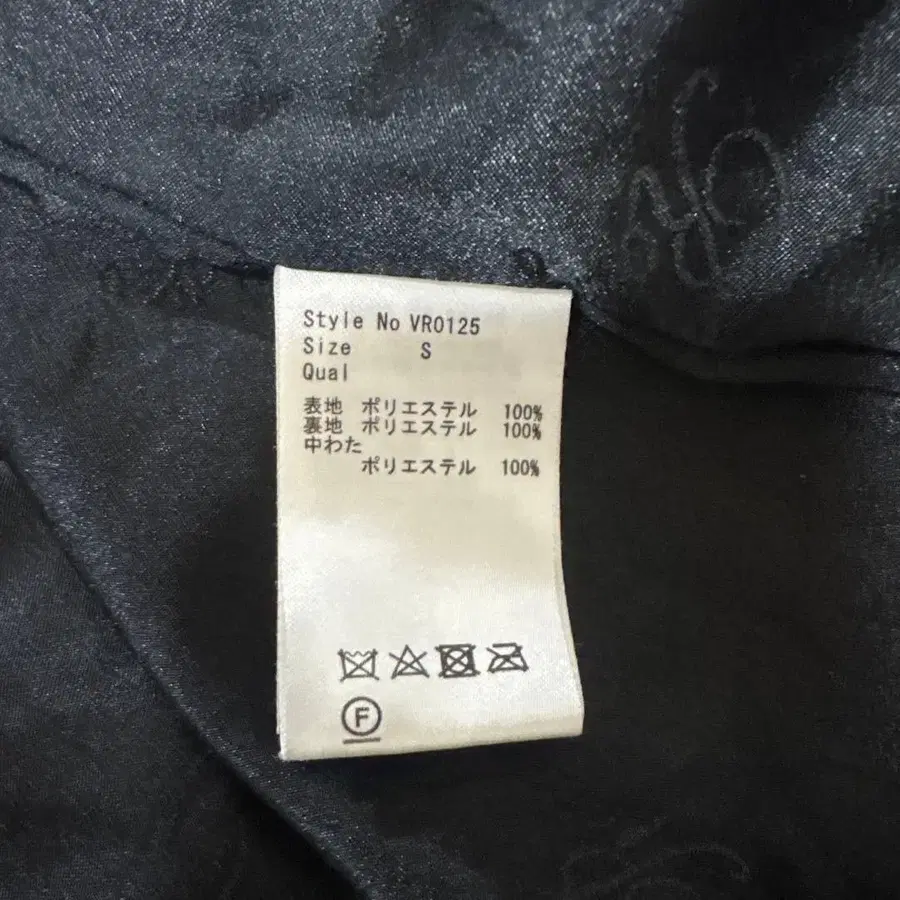 Style No VR0125
Size S
Qual
表地 ポリエステル 100%
裏地 ポリエステル 100%
中わた
ポリエステル 100%
F